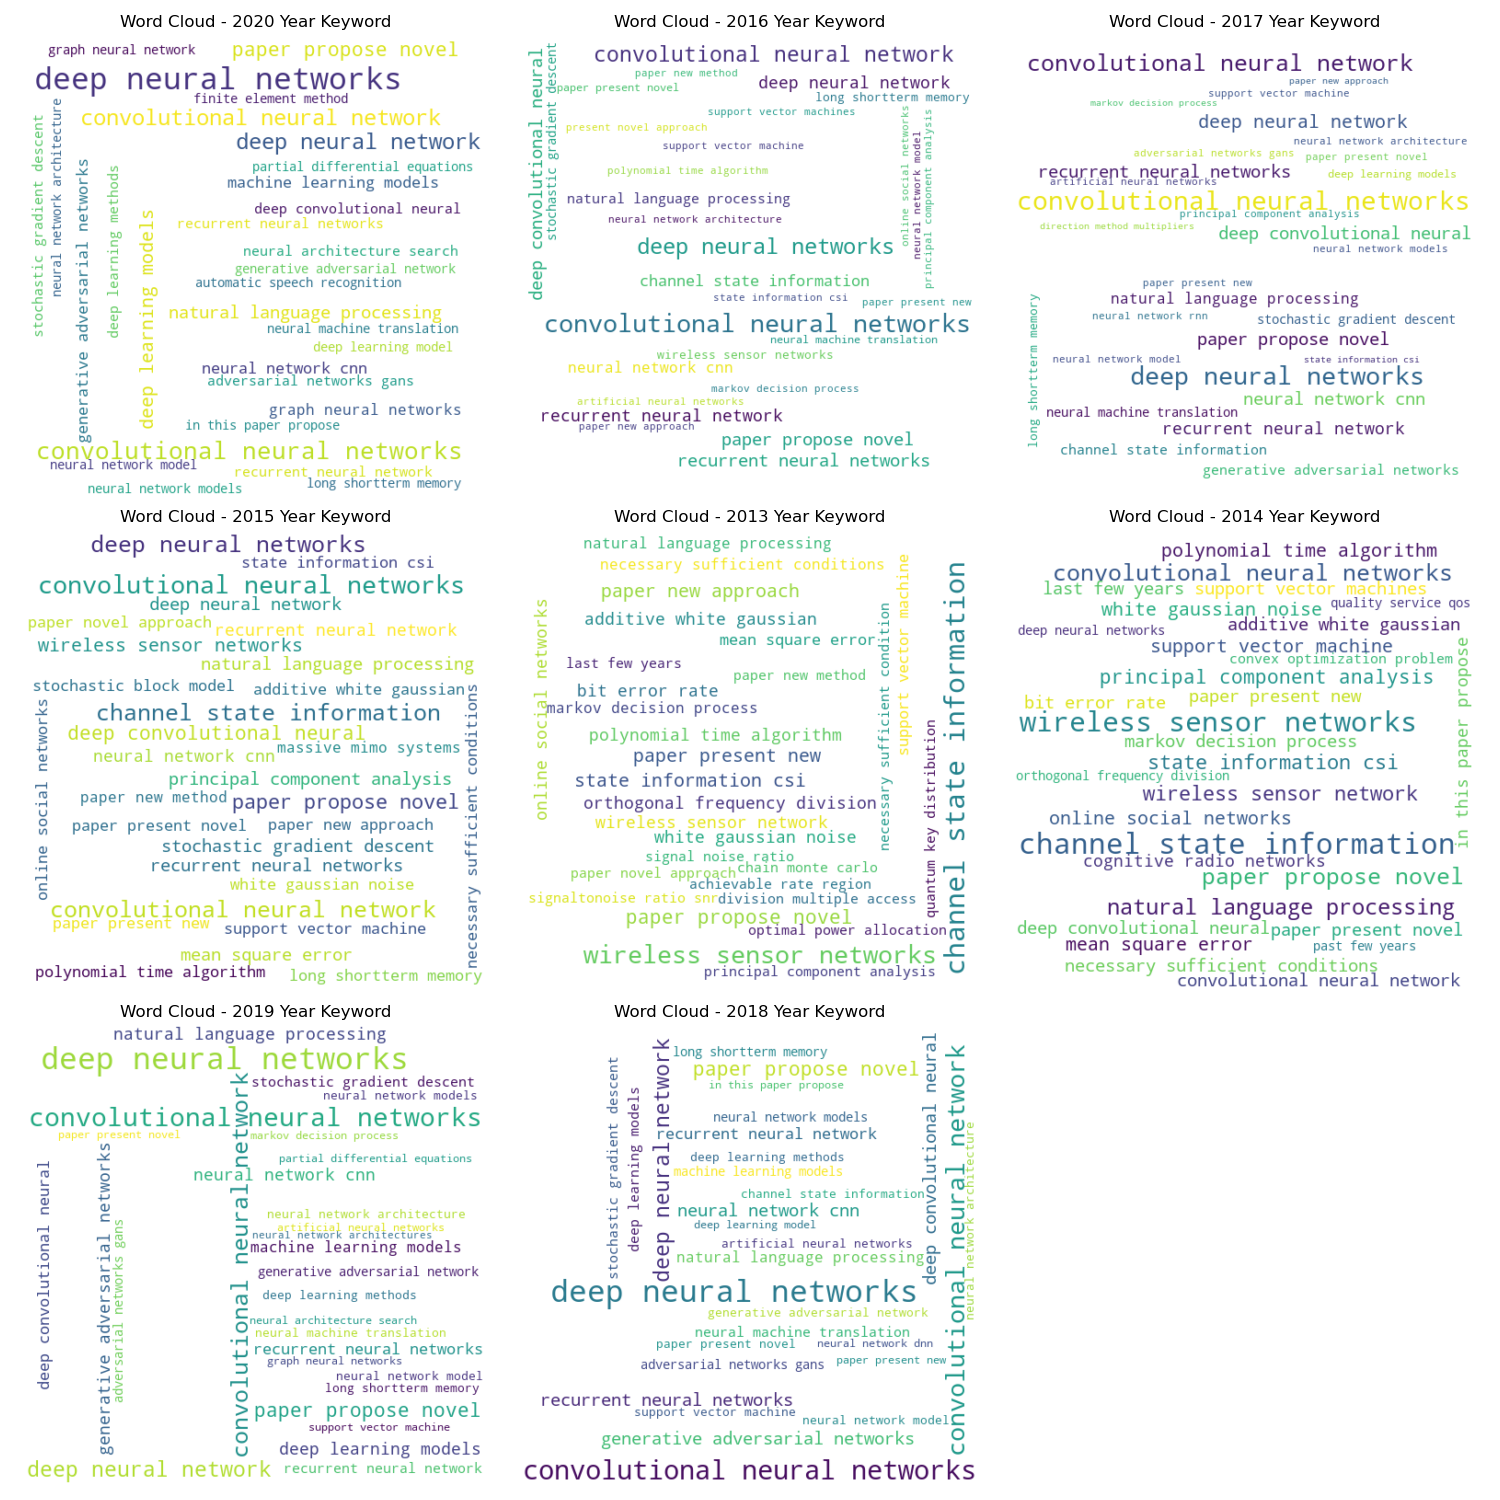 Word Cloud - 2020 Year Keyword
graph neural network
paper propose novel
deep neural networks
finite element method
convolutional neural network
deep neural network
partial differential equations
machine learning models
deep convolutional neural
recurrent neural networks
neural architecture search
generative adversarial network
automatic speech recognition
natural language processing
neural machine translation
deep learning model
neural network cnn
adversarial networks gans
graph neural networks
in this paper propose
convolutional neural networks
neural network model
recurrent neural network
long shortterm memory
neural network models
stochastic gradient descent
neural network architecture
generative adversarial networks
deep learning methods
deep learning models
Word Cloud - 2016 Year Keyword
convolutional neural network
paper new method
deep neural network
paper present novel
long shortterm memory
support vector machines
present novel approach
support vector machine
polynomial time algorithm
natural language processing
neural network architecture
deep neural networks
channel state information
state information csi
paper present new
convolutional neural networks
neural machine translation
wireless sensor networks
neural network cnn
markov decision process
artificial neural networks
recurrent neural network
paper new approach
paper propose novel
recurrent neural networks
deep convolutional neural
stochastic gradient descent
online social networks
neural network model
principal component analysis
Word Cloud - 2017 Year Keyword
convolutional neural network
paper new approach
support vector machine
markov decision process
deep neural network
neural network architecture
adversarial networks gans
paper present novel
recurrent neural networks
deep learning models
artificial neural networks
convolutional neural networks
principal component analysis
direction method multipliers
deep convolutional neural
neural network models
paper present new
natural language processing
neural network rnn
stochastic gradient descent
paper propose novel
neural network model
state information csi
deep neural networks
neural network cnn
neural machine translation
recurrent neural network
channel state information
generative adversarial networks
long shortterm memory
Word Cloud - 2015 Year Keyword
deep neural networks
state information csi
convolutional neural networks
deep neural network
paper novel approach
recurrent neural network
wireless sensor networks
natural language processing
stochastic block model
additive white gaussian
channel state information
deep convolutional neural
massive mimo systems
neural network cnn
principal component analysis
paper new method
paper propose novel
paper present novel
paper new approach
stochastic gradient descent
recurrent neural networks
white gaussian noise
convolutional neural network
paper present new
support vector machine
mean square error
polynomial time algorithm
long shortterm memory
online social networks
necessary sufficient conditions
Word Cloud - 2013 Year Keyword
natural language processing
necessary sufficient conditions
paper new approach
additive white gaussian
mean square error
last few years
paper new method
bit error rate
markov decision process
polynomial time algorithm
paper present new
state information csi
orthogonal frequency division
wireless sensor network
white gaussian noise
signal noise ratio
chain monte carlo
paper novel approach
achievable rate region
signaltonoise ratio snr
division multiple access
paper propose novel
optimal power allocation
wireless sensor networks
principal component analysis
online social networks
necessary sufficient condition
support vector machine
quantum key distribution
channel state information
Word Cloud - 2014 Year Keyword
polynomial time algorithm
convolutional neural networks
last few years
support vector machines
white gaussian noise
quality service qos
deep neural networks
additive white gaussian
support vector machine
convex optimization problem
principal component analysis
bit error rate
paper present new
wireless sensor networks
markov decision process
state information csi
orthogonal frequency division
wireless sensor network
online social networks
channel state information
cognitive radio networks
paper propose novel
natural language processing
deep convolutional neural
paper present novel
mean square error
past few years
necessary sufficient conditions
convolutional neural network
in this paper propose
Word Cloud - 2019 Year Keyword
natural language processing
deep neural networks
stochastic gradient descent
neural network models
convolutional neural networks
paper present novel
markov decision process
partial differential equations
neural network cnn
neural network architecture
artificial neural networks
neural network architectures
machine learning models
generative adversarial network
deep learning methods
neural architecture search
neural machine translation
recurrent neural networks
graph neural networks
neural network model
long shortterm memory
paper propose novel
support vector machine
deep learning models
deep neural network
recurrent neural network
deep convolutional neural
generative adversarial networks
adversarial networks gans
convolutional neural network
Word Cloud - 2018 Year Keyword
long shortterm memory
paper propose novel
in this paper propose
neural network models
recurrent neural network
deep learning methods
machine learning models
channel state information
neural network cnn
deep learning model
artificial neural networks
natural language processing
deep neural networks
generative adversarial network
neural machine translation
paper present novel
neural network dnn
adversarial networks gans
paper present new
recurrent neural networks
support vector machine
neural network model
generative adversarial networks
convolutional neural networks
stochastic gradient descent
deep learning models
deep neural network
deep convolutional neural
convolutional neural network
neural network architecture